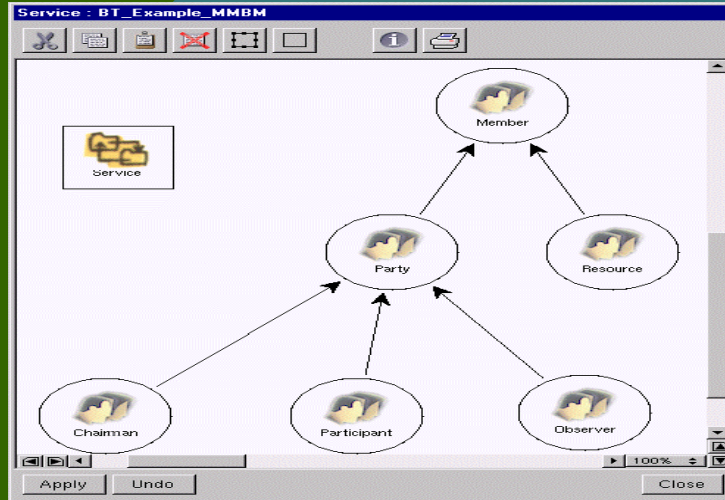 Service : BT_Example_MMBM
Member
Service
Party
Resource
Chairman
Participant
Observer
100%
Apply
Undo
Close